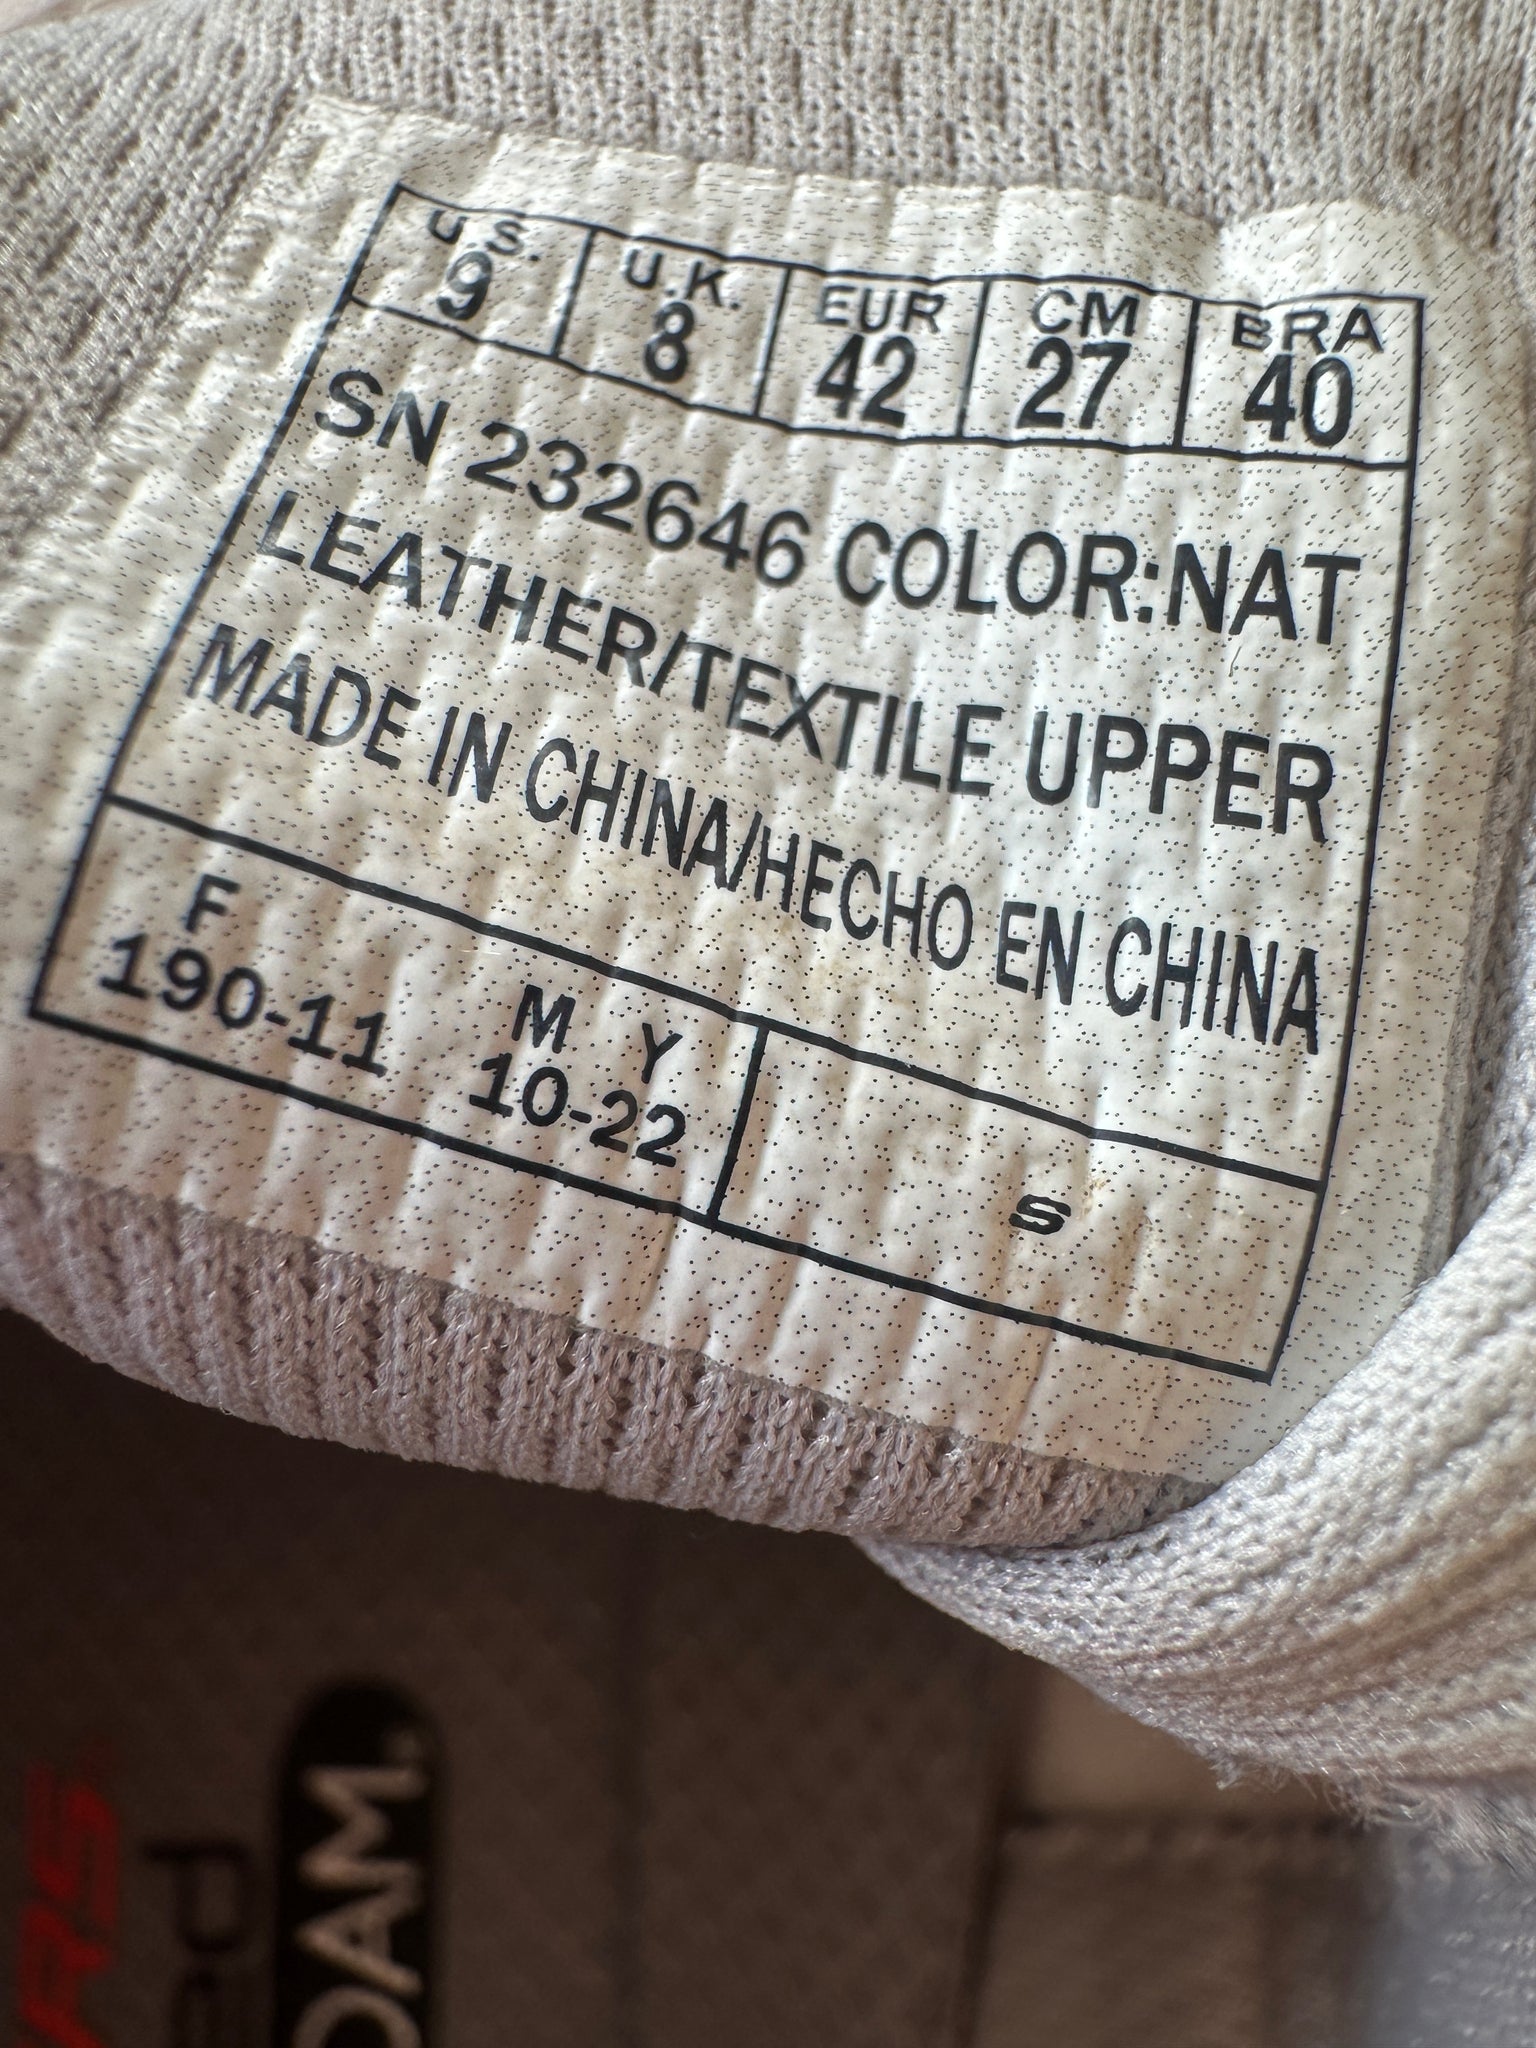 U.S. U.K. EUR CM BRA
9 8 42 27 40
SN 232646 COLOR:NAT
LEATHER/TEXTILE UPPER
MADE IN CHINA/HECHO EN CHINA
F M Y
190-11 10-22
S